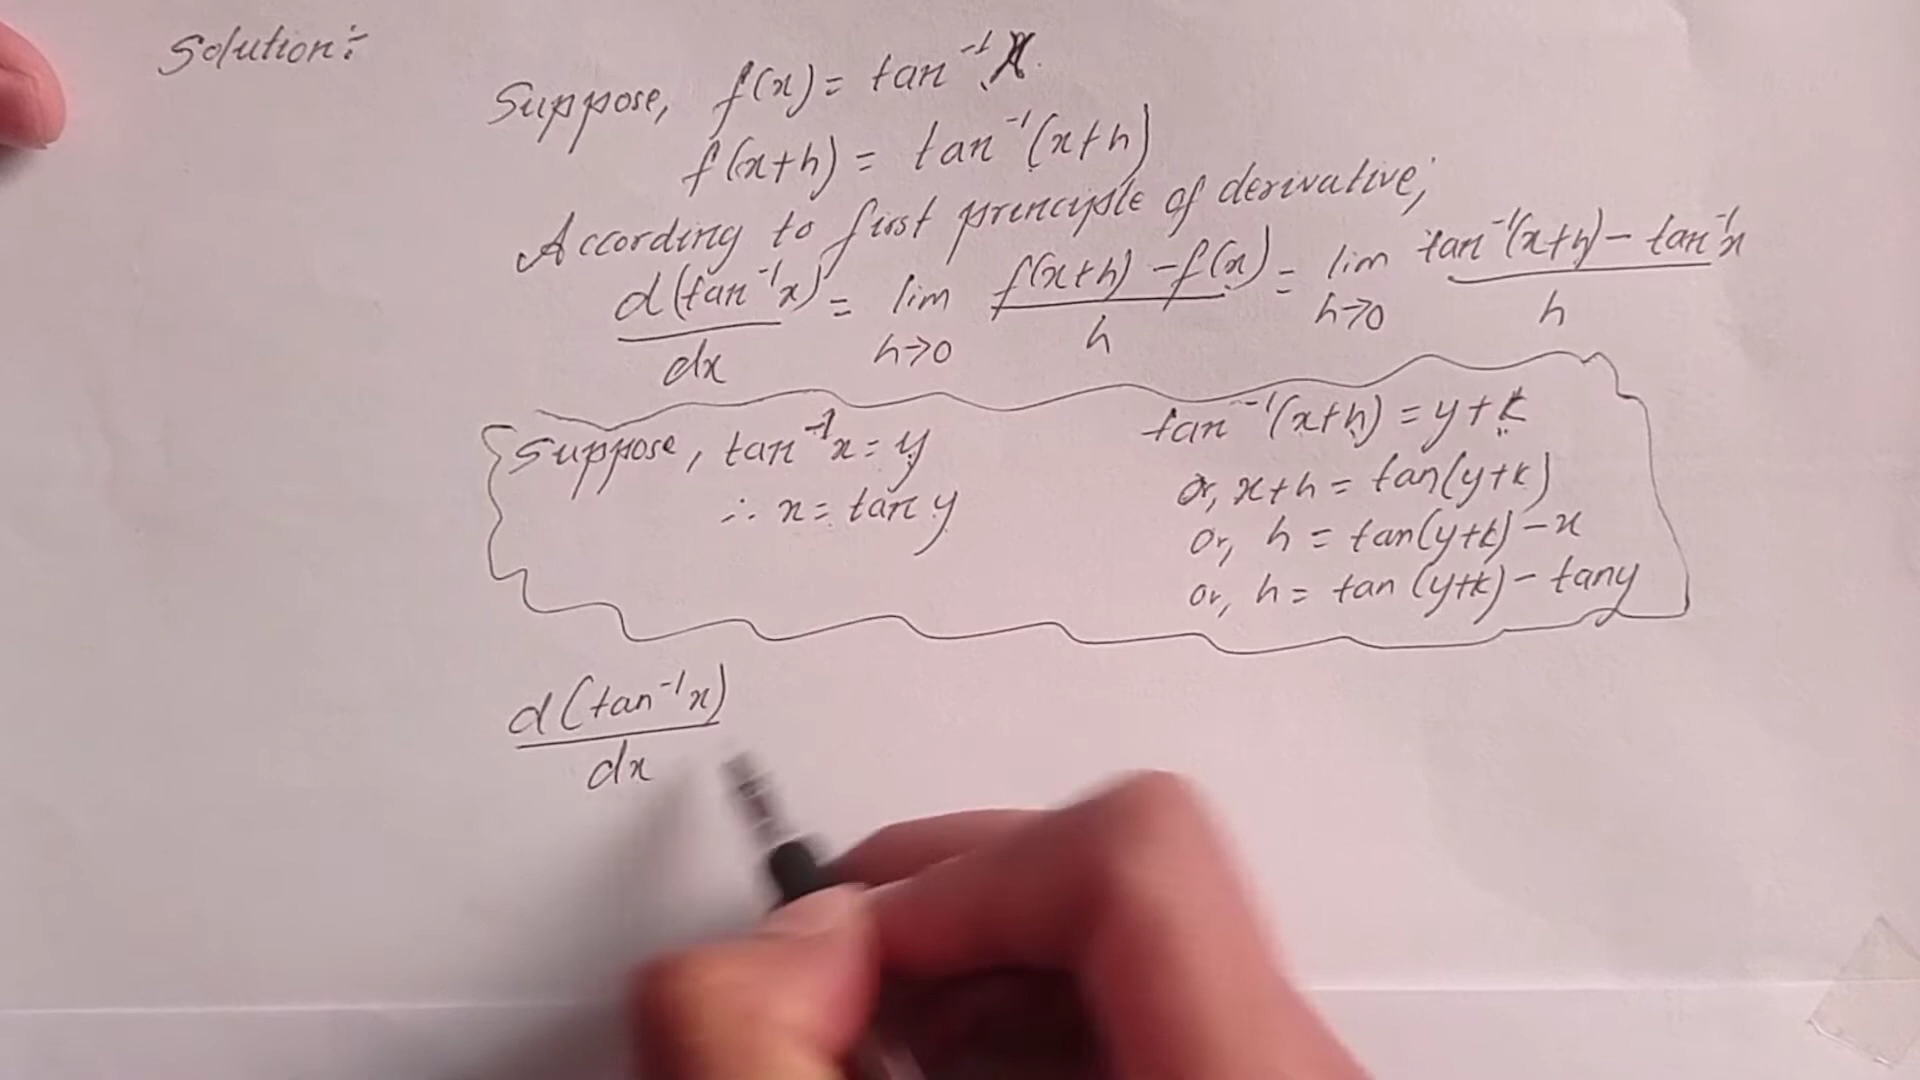 Solution:-
Suppose, f(x) = tan⁻¹x
f(x+h) = tan⁻¹(x+h)
According to first principle of derivative;
d(tan⁻¹x)/dx = lim h→0 f(x+h) - f(x)/h = lim h→0 tan⁻¹(x+h) - tan⁻¹x/h
Suppose, tan⁻¹x = y
∴ x = tan y
tan⁻¹(x+h) = y+k
or, x+h = tan(y+k)
or, h = tan(y+k) - x
or, h = tan (y+k) - tany
d(tan⁻¹x)/dx